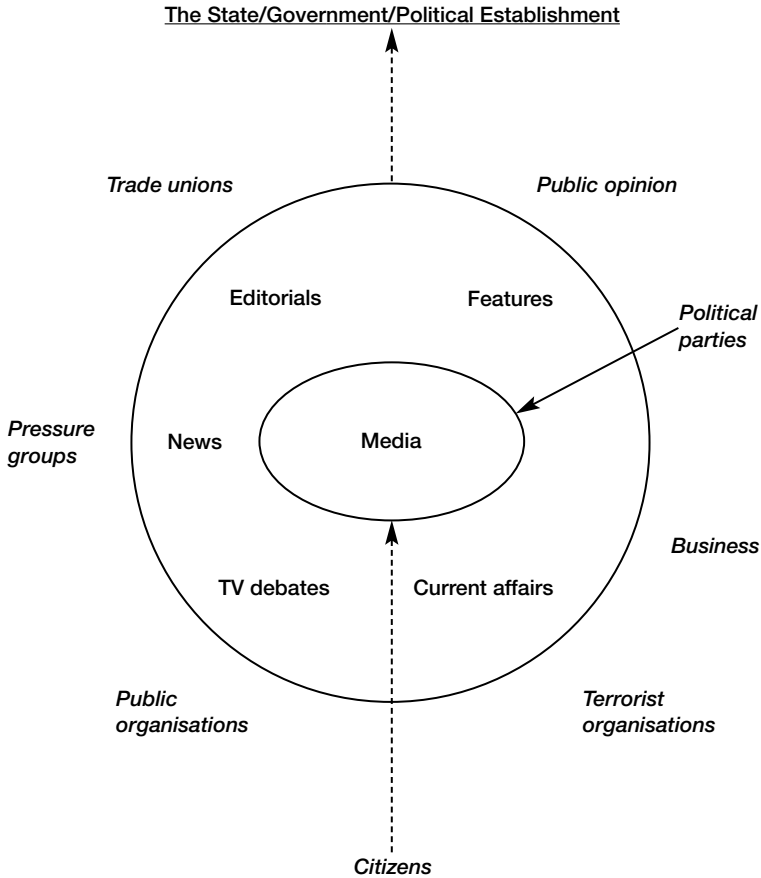 The State/Government/Political Establishment
Trade unions
Public opinion
Editorials
Features
Political
parties
Pressure
groups
News
Media
Business
TV debates
Current affairs
Public
organisations
Terrorist
organisations
Citizens